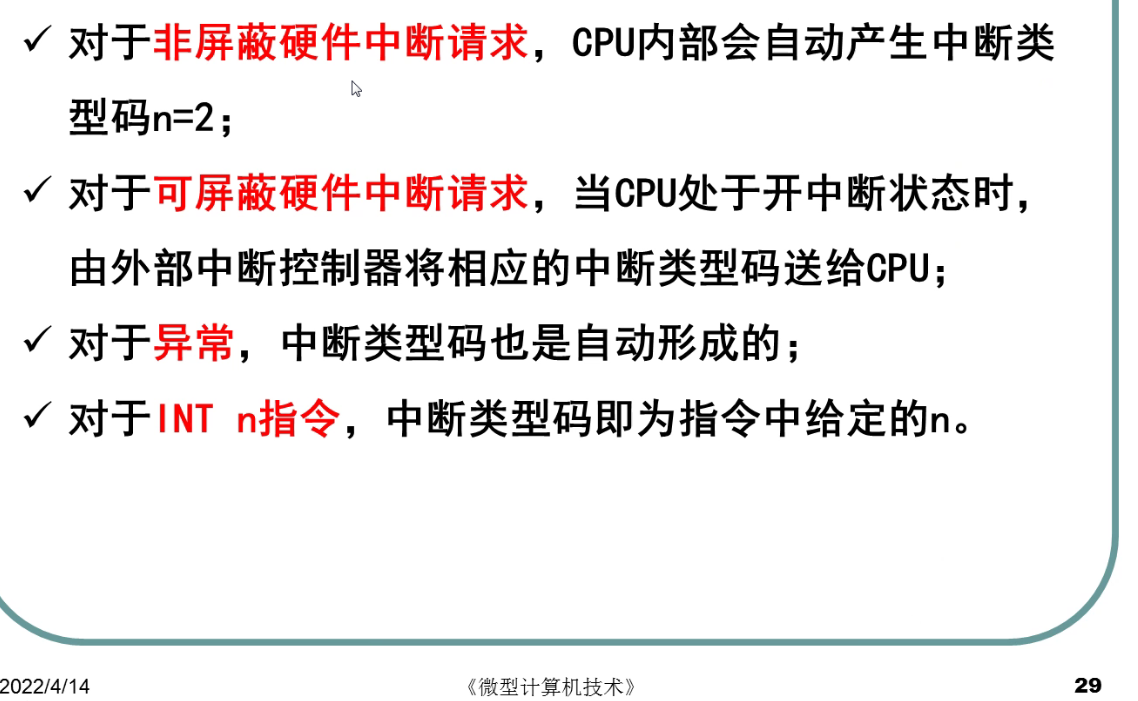 ✓ 对于非屏蔽硬件中断请求，CPU内部会自动产生中断类
型码n=2；
✓ 对于可屏蔽硬件中断请求，当CPU处于开中断状态时，
由外部中断控制器将相应的中断类型码送给CPU；
✓ 对于异常，中断类型码也是自动形成的；
✓ 对于INT n指令，中断类型码即为指令中给定的n。
2022/4/14 《微型计算机技术》 29